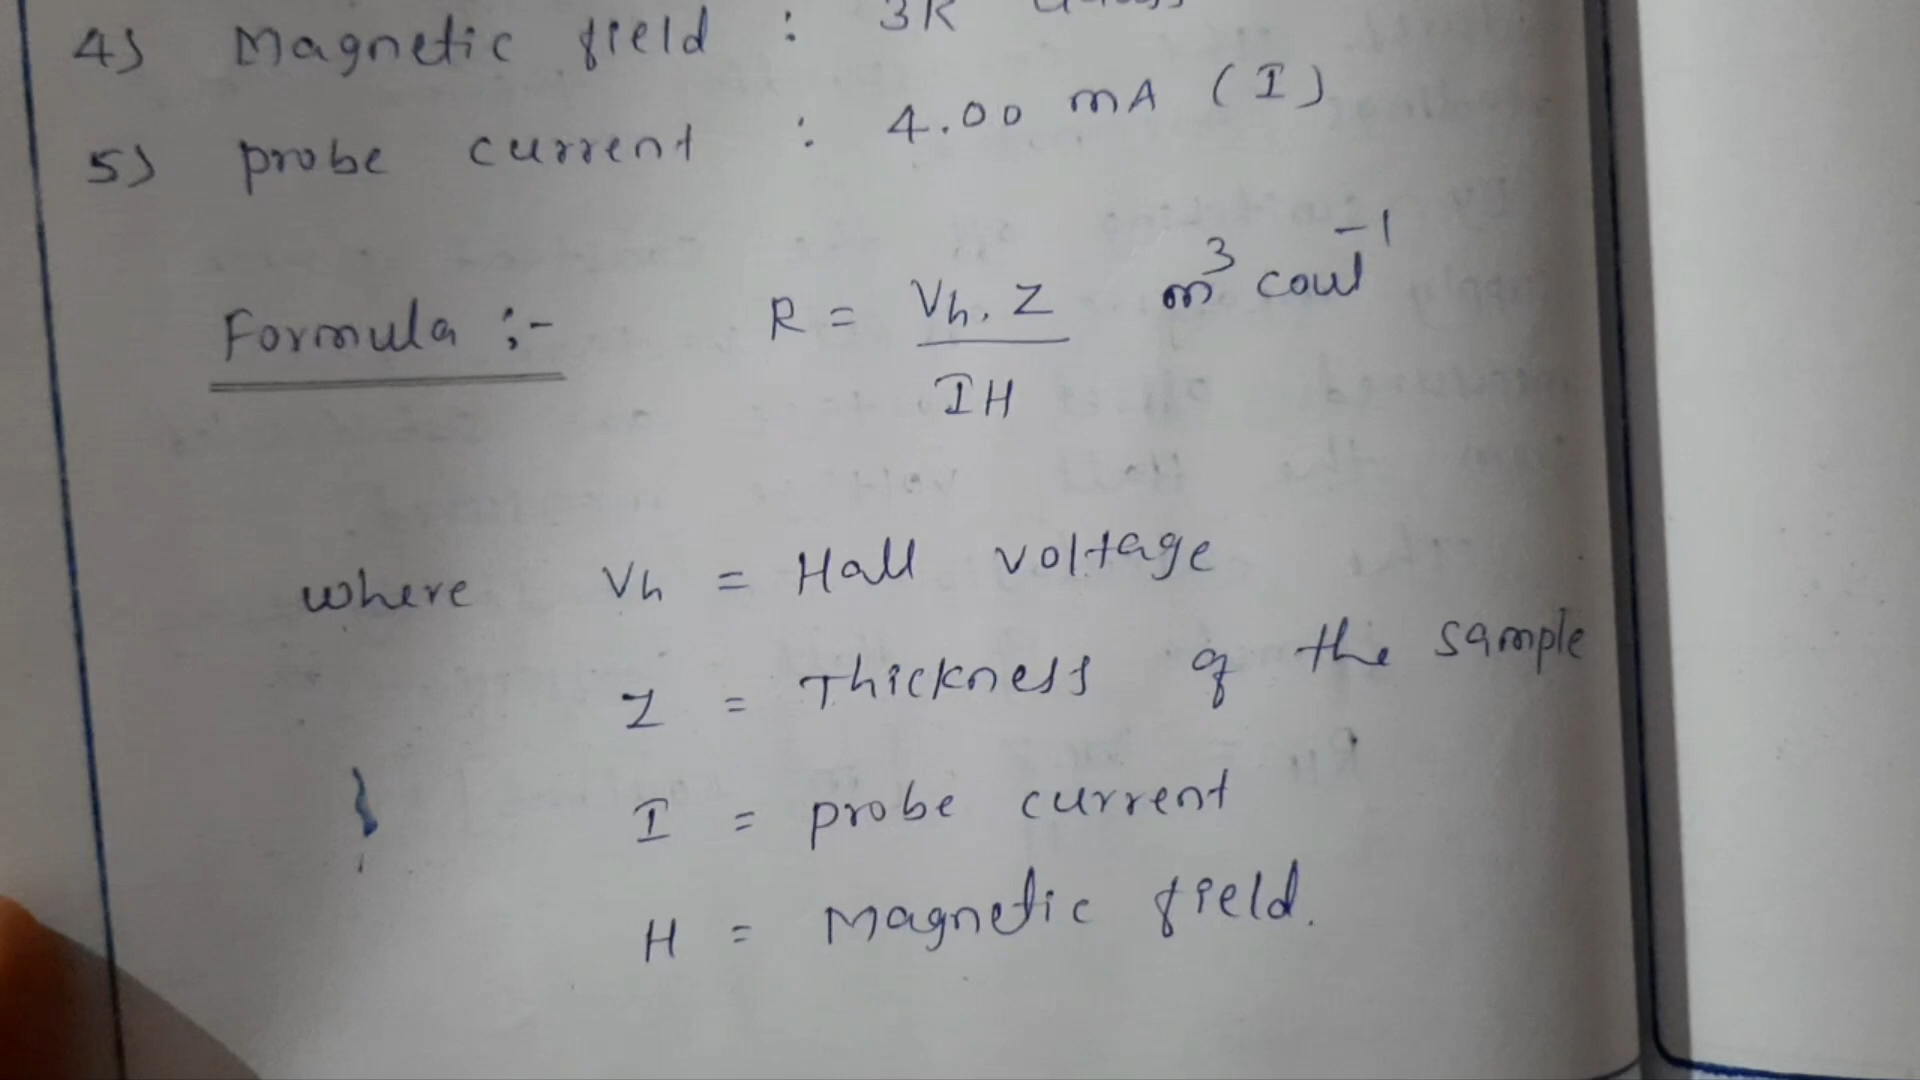 4) Magnetic field : 3K
5) probe current : 4.00 mA (I)
Formula :- R = Vh. Z / IH m³ coul⁻¹
where Vh = Hall voltage
Z = Thickness of the sample
I = probe current
H = Magnetic field.